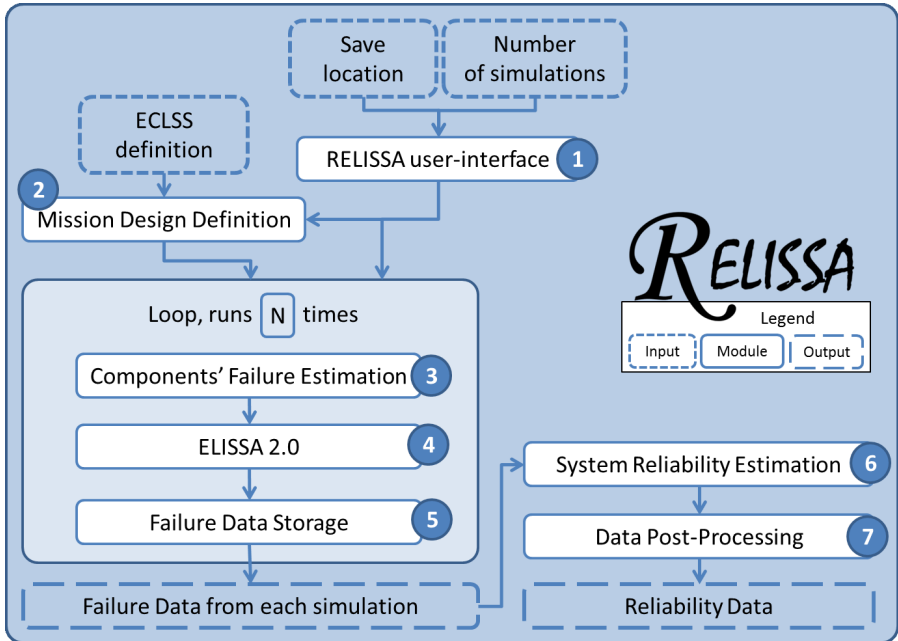 Save
location
Number
of simulations
ECLSS
definition
RELISSA user-interface
1
2
Mission Design Definition
RELISSA
Legend
Input
Module
Output
Loop, runs N times
Components' Failure Estimation
3
ELISSA 2.0
4
Failure Data Storage
5
System Reliability Estimation
6
Data Post-Processing
7
Failure Data from each simulation
Reliability Data